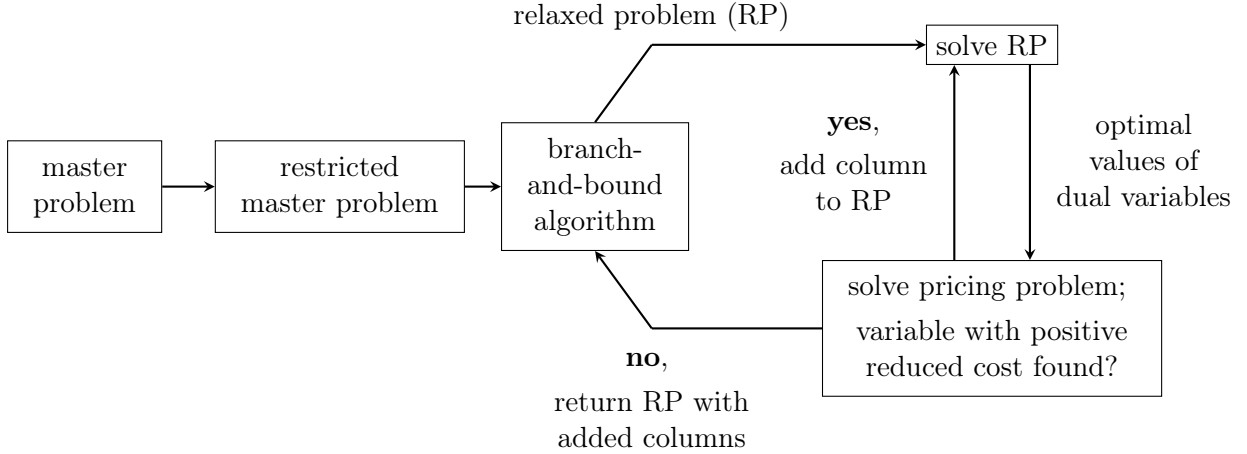 relaxed problem (RP)
solve RP
master
problem
restricted
master problem
branch-
and-bound
algorithm
yes,
add column
to RP
optimal
values of
dual variables
solve pricing problem;
variable with positive
reduced cost found?
no,
return RP with
added columns